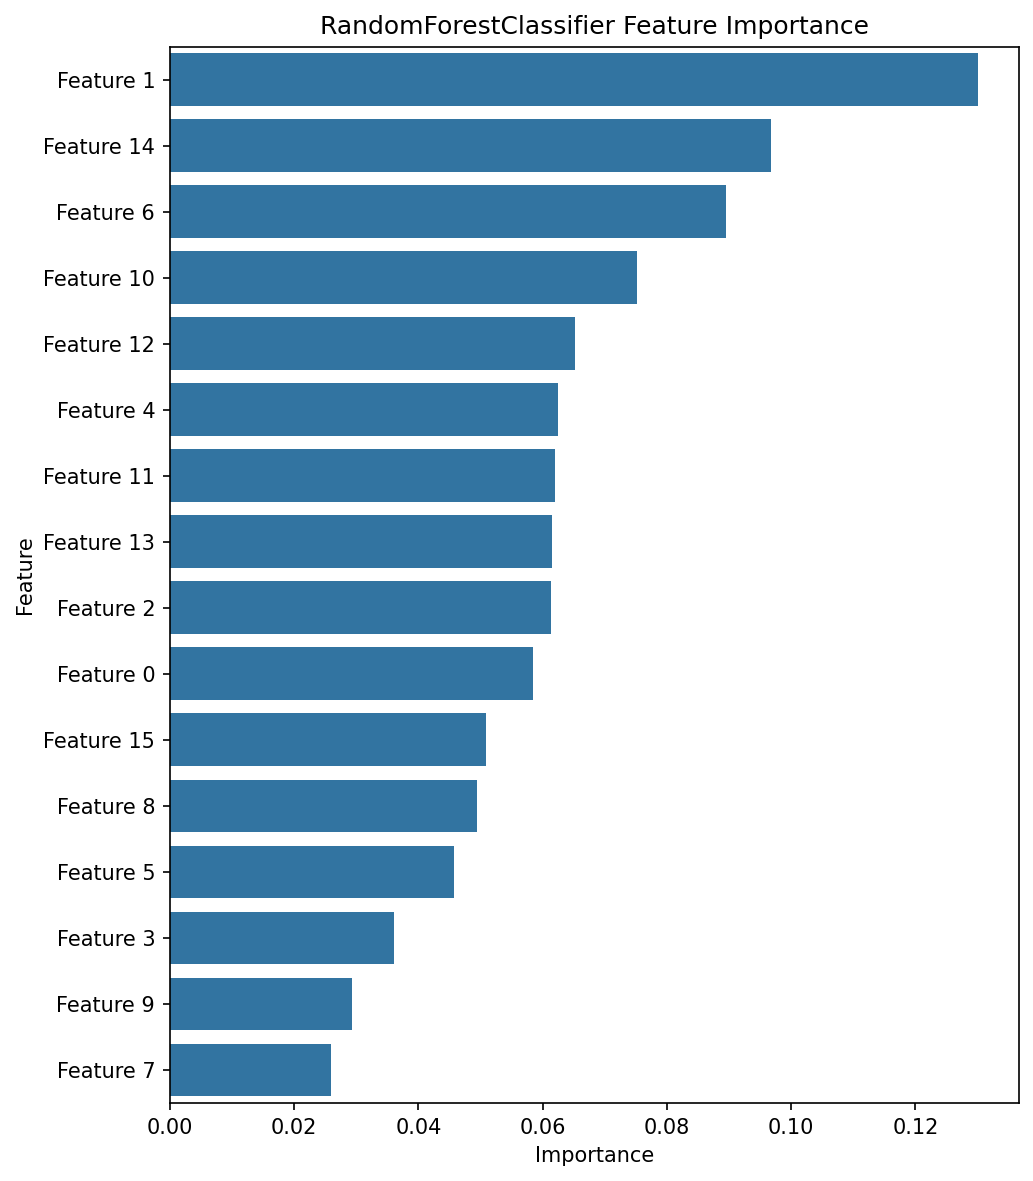 RandomForestClassifier Feature Importance
Feature 1
Feature 14
Feature 6
Feature 10
Feature 12
Feature 4
Feature 11
Feature 13
Feature 2
Feature 0
Feature 15
Feature 8
Feature 5
Feature 3
Feature 9
Feature 7
Feature
0.00 0.02 0.04 0.06 0.08 0.10 0.12
Importance